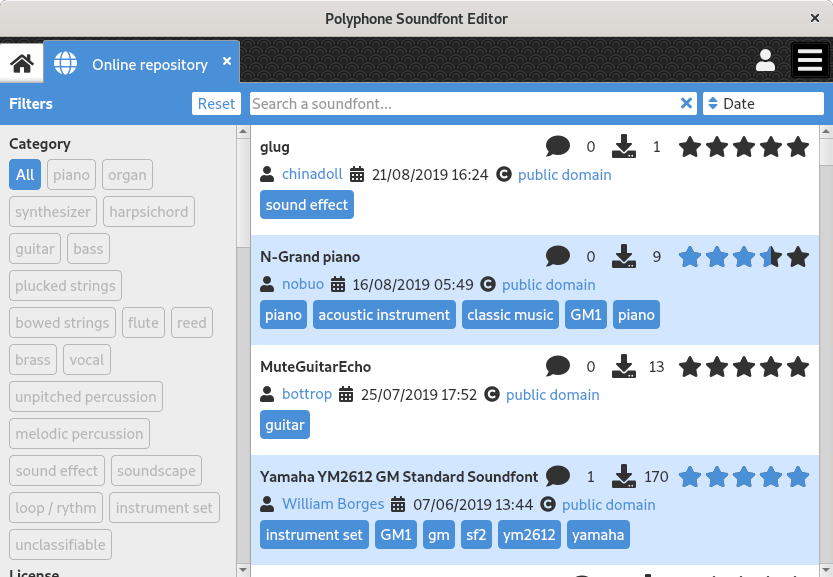 Polyphone Soundfont Editor
Online repository
Filters
Reset
Search a soundfont...
Date
Category
All
piano
organ
synthesizer
harpsichord
guitar
bass
plucked strings
bowed strings
flute
reed
brass
vocal
unpitched percussion
melodic percussion
sound effect
soundscape
loop / rythm
instrument set
unclassifiable
License
glug
0
1
chinadoll
21/08/2019 16:24
public domain
sound effect
N-Grand piano
0
9
nobuo
16/08/2019 05:49
public domain
piano
acoustic instrument
classic music
GM1
piano
MuteGuitarEcho
0
13
bottrop
25/07/2019 17:52
public domain
guitar
Yamaha YM2612 GM Standard Soundfont
1
170
William Borges
07/06/2019 13:44
public domain
instrument set
GM1
gm
sf2
ym2612
yamaha